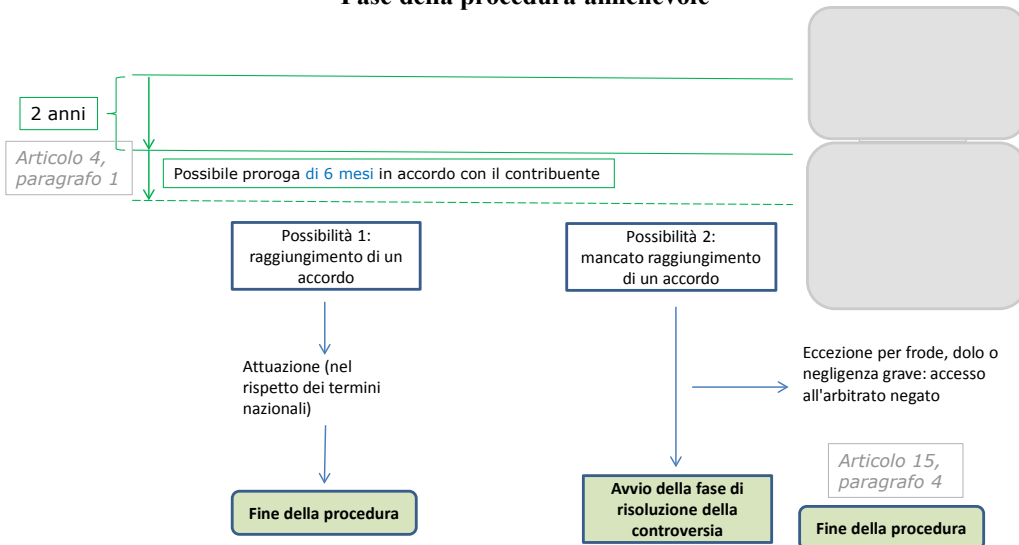 Fase della procedura amichevole
2 anni
Articolo 4,
paragrafo 1
Possibile proroga di 6 mesi in accordo con il contribuente
Possibilità 1:
raggiungimento di un
accordo
Possibilità 2:
mancato raggiungimento
di un accordo
Attuazione (nel
rispetto dei termini
nazionali)
Eccezione per frode, dolo o
negligenza grave: accesso
all'arbitrato negato
Articolo 15,
paragrafo 4
Fine della procedura
Avvio della fase di
risoluzione della
controversia
Fine della procedura